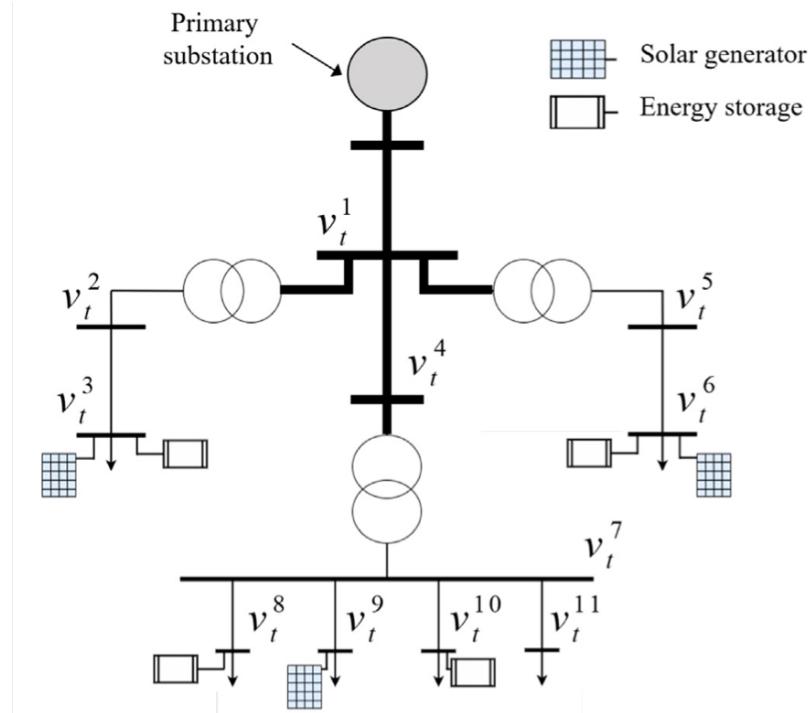 Primary
substation
Solar generator
Energy storage
v_t^1
v_t^2
v_t^5
v_t^4
v_t^3
v_t^6
v_t^7
v_t^8
v_t^9
v_t^10
v_t^11